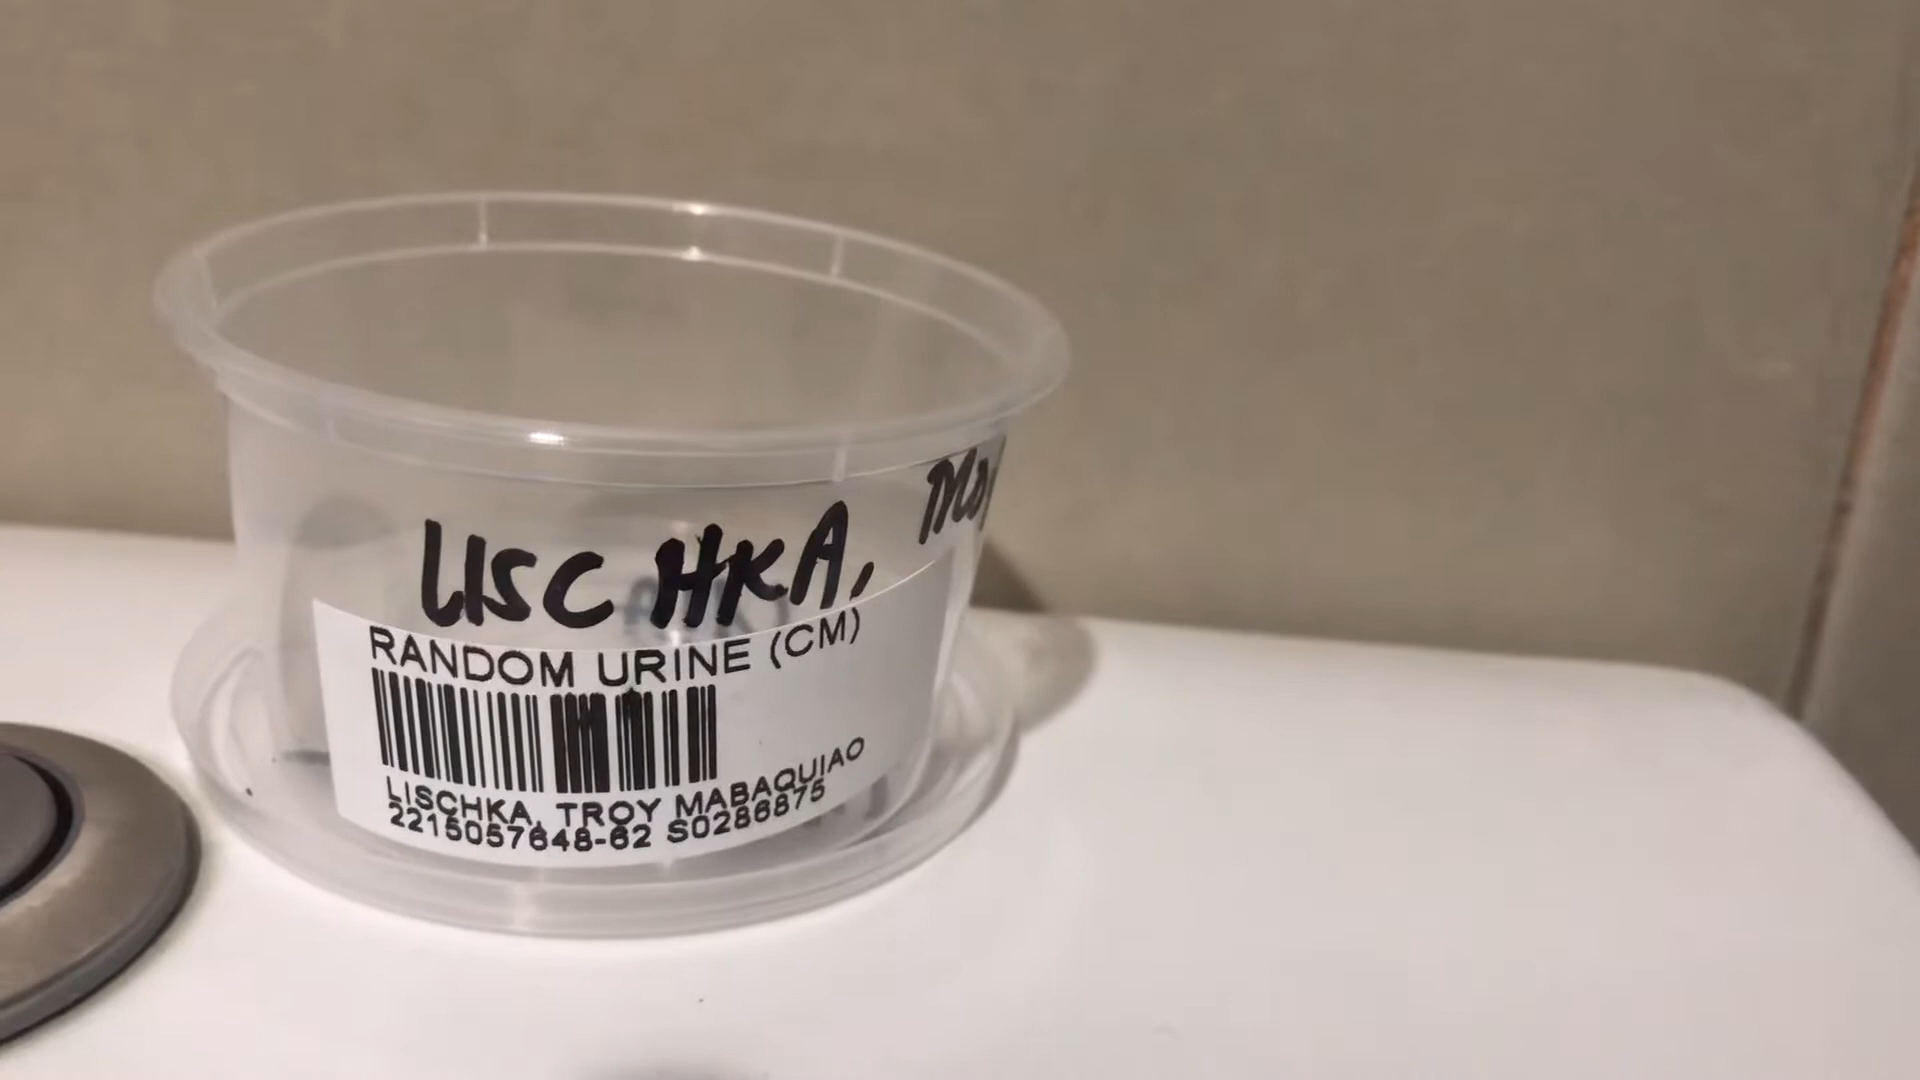 LISCHKA,
RANDOM URINE (CM)
LISCHKA, TROY MABAQUIAO
2215057648-62 S0286875